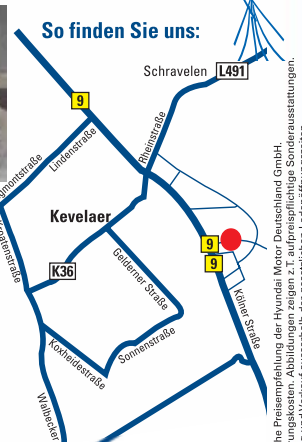 So finden Sie uns:
Schravelen L491
9
Rheinstraße
Lindenstraße
Kevelaer
Gelderner Straße
9
9
K36
Kölner Straße
Sonnenstraße
Koxheidestraße
Walbecker
he Preisempfehlung der Hyundai Motor Deutschland GmbH.
ungskosten. Abbildungen zeigen z.T. aufpreispflichtige Sonderausstattungen.